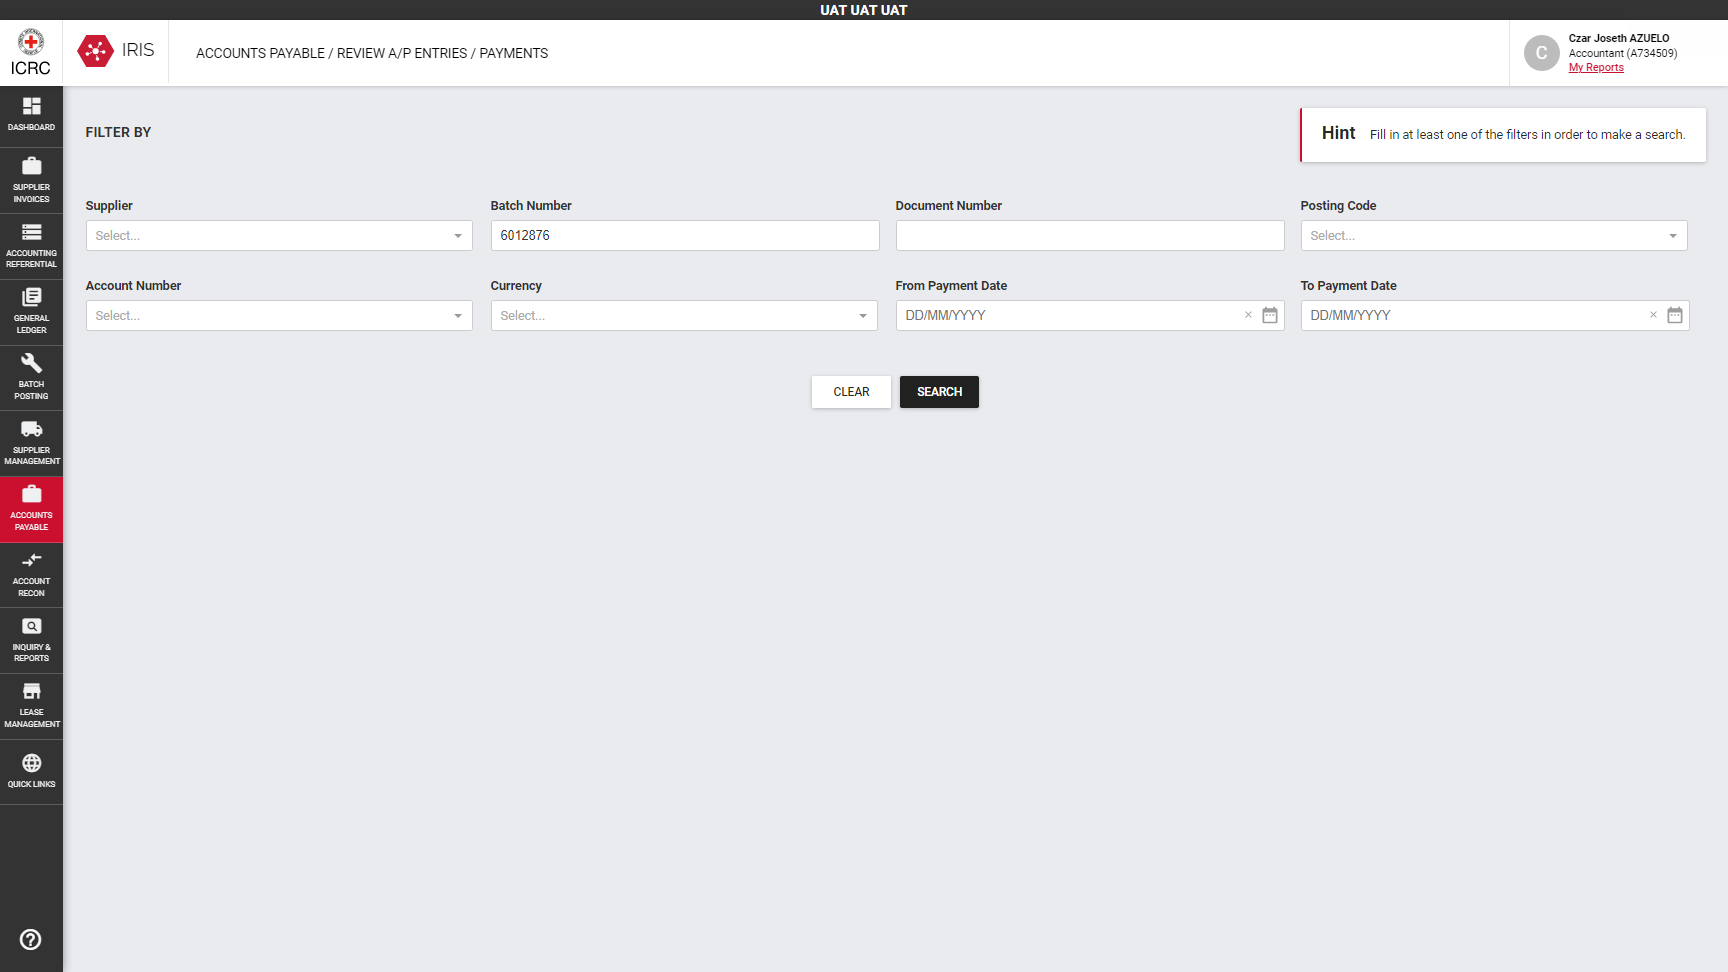 UAT UAT UAT
ICRC
IRIS
ACCOUNTS PAYABLE / REVIEW A/P ENTRIES / PAYMENTS
C
Czar Joseth AZUELO
Accountant (A734509)
My Reports
DASHBOARD
SUPPLIER
INVOICES
ACCOUNTING
REFERENTIAL
GENERAL
LEDGER
BATCH
POSTING
SUPPLIER
MANAGEMENT
ACCOUNTS
PAYABLE
ACCOUNT
RECON
INQUIRY &
REPORTS
LEASE
MANAGEMENT
QUICK LINKS
FILTER BY
Hint Fill in at least one of the filters in order to make a search.
Supplier
Select...
Batch Number
6012876
Document Number
Posting Code
Select...
Account Number
Select...
Currency
Select...
From Payment Date
DD/MM/YYYY
To Payment Date
DD/MM/YYYY
CLEAR
SEARCH